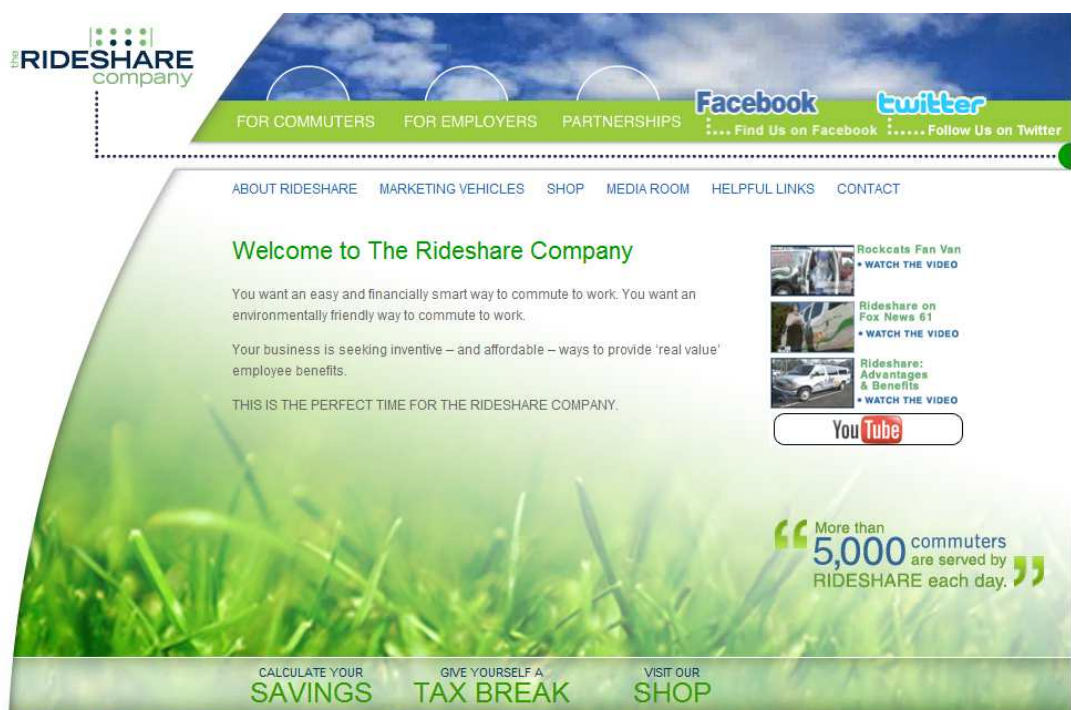 the
RIDESHARE
company
FOR COMMUTERS
FOR EMPLOYERS
PARTNERSHIPS
Facebook
Find Us on Facebook
twitter
Follow Us on Twitter
ABOUT RIDESHARE
MARKETING VEHICLES
SHOP
MEDIA ROOM
HELPFUL LINKS
CONTACT
Welcome to The Rideshare Company
You want an easy and financially smart way to commute to work. You want an
environmentally friendly way to commute to work.
Your business is seeking inventive – and affordable – ways to provide ‘real value’
employee benefits.
THIS IS THE PERFECT TIME FOR THE RIDESHARE COMPANY.
Rockcats Fan Van
• WATCH THE VIDEO
Rideshare on
Fox News 61
• WATCH THE VIDEO
Rideshare:
Advantages
& Benefits
• WATCH THE VIDEO
YouTube
“ More than
5,000 commuters
are served by
RIDESHARE each day. ”
CALCULATE YOUR
SAVINGS
GIVE YOURSELF A
TAX BREAK
VISIT OUR
SHOP